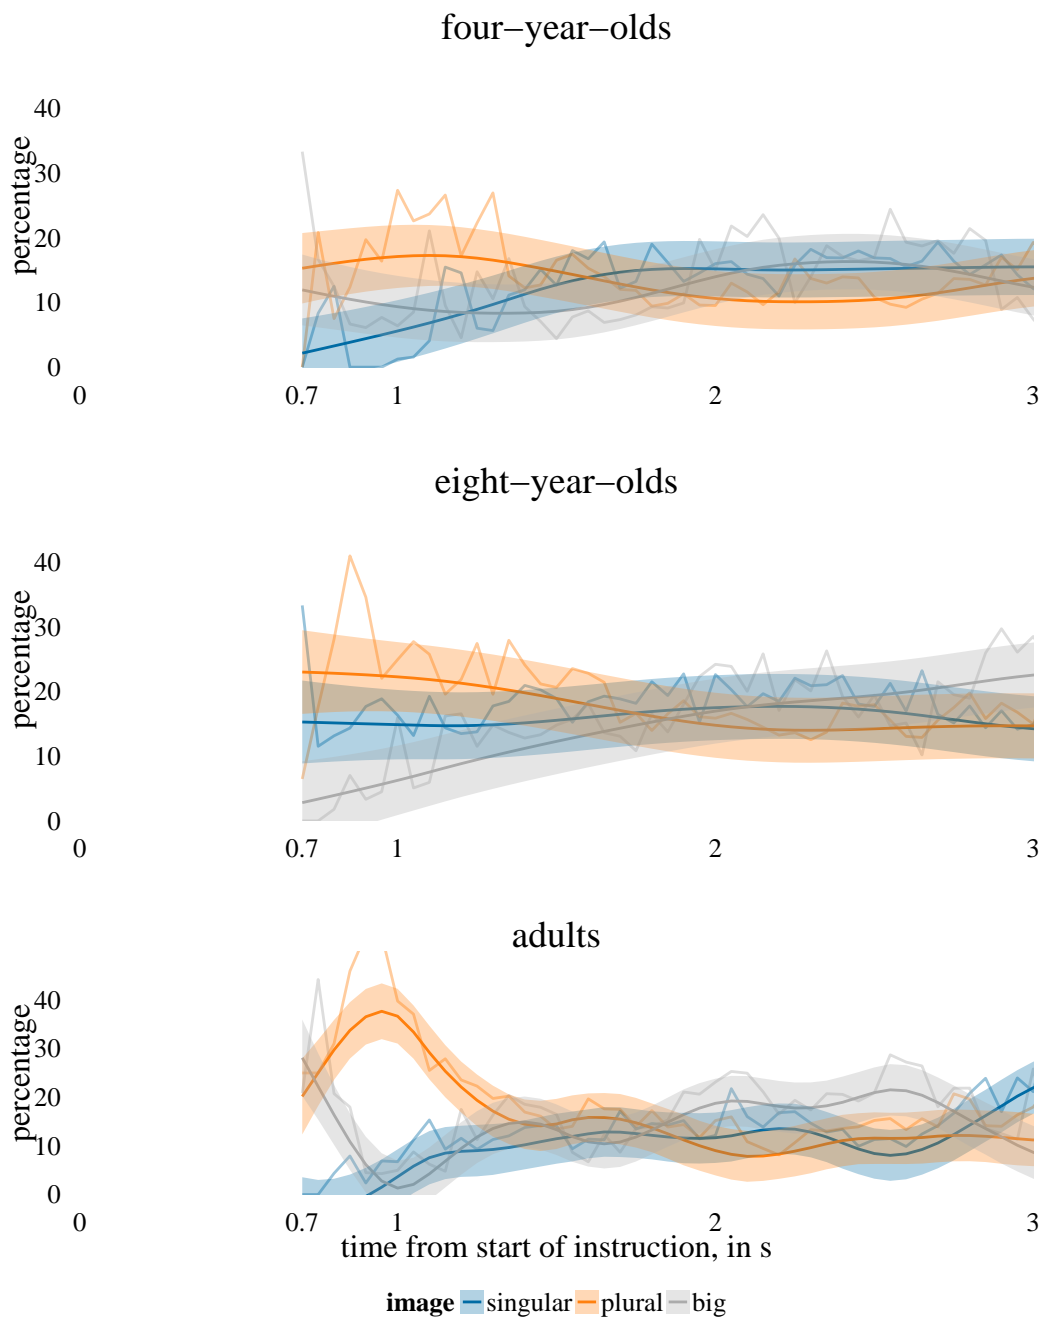 four−year−olds
percentage
40
30
20
10
0
0 0.7 1 2 3
eight−year−olds
percentage
40
30
20
10
0
0 0.7 1 2 3
adults
percentage
40
30
20
10
0
0 0.7 1 2 3
time from start of instruction, in s
image singular plural big